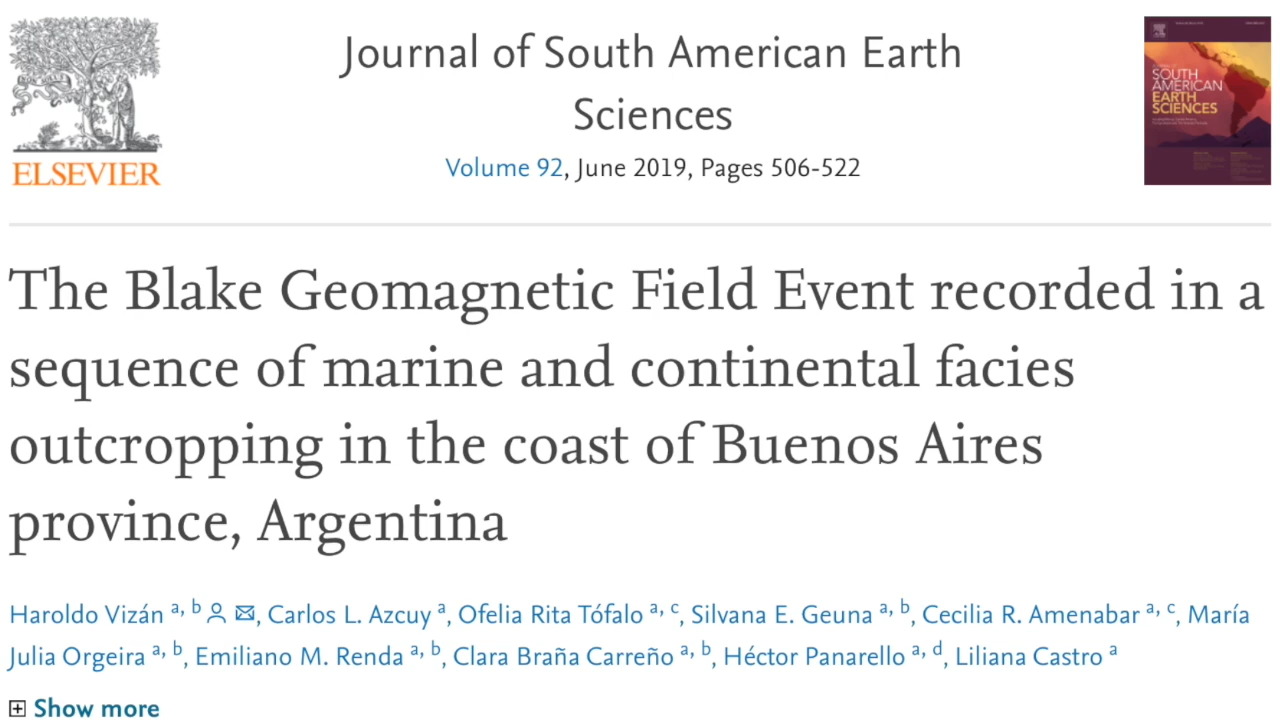 Journal of South American Earth
Sciences
Volume 92, June 2019, Pages 506-522
ELSEVIER
SOUTH
AMERICAN
EARTH
SCIENCES
The Blake Geomagnetic Field Event recorded in a
sequence of marine and continental facies
outcropping in the coast of Buenos Aires
province, Argentina
Haroldo Vizán a, b, Carlos L. Azcuy a, Ofelia Rita Tófalo a, c, Silvana E. Geuna a, b, Cecilia R. Amenabar a, c, María
Julia Orgeira a, b, Emiliano M. Renda a, b, Clara Braña Carreño a, b, Héctor Panarello a, d, Liliana Castro a
Show more